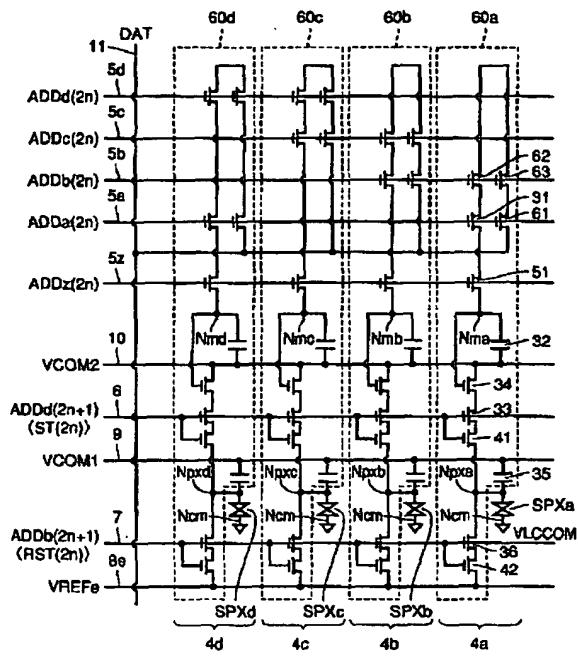 DAT
60d 60c 60b 60a
11
5d
ADDd(2n)
5c
ADDc(2n)
5b
ADDb(2n)
62
63
5a
ADDa(2n)
31
61
5z
ADDz(2n)
51
Nmd Nmc Nmb Nma
32
10
VCOM2
34
6
ADDd(2n+1)
33
⟨ST(2n)⟩
41
9
VCOM1
Npxd Npxc Npxb Npxa
35
SPXa
Ncm Ncm Ncm Ncm
VLCCOM
7
ADDb(2n+1)
36
⟨RST(2n)⟩
42
8e
VREFe
SPXd SPXc SPXb
4d 4c 4b 4a